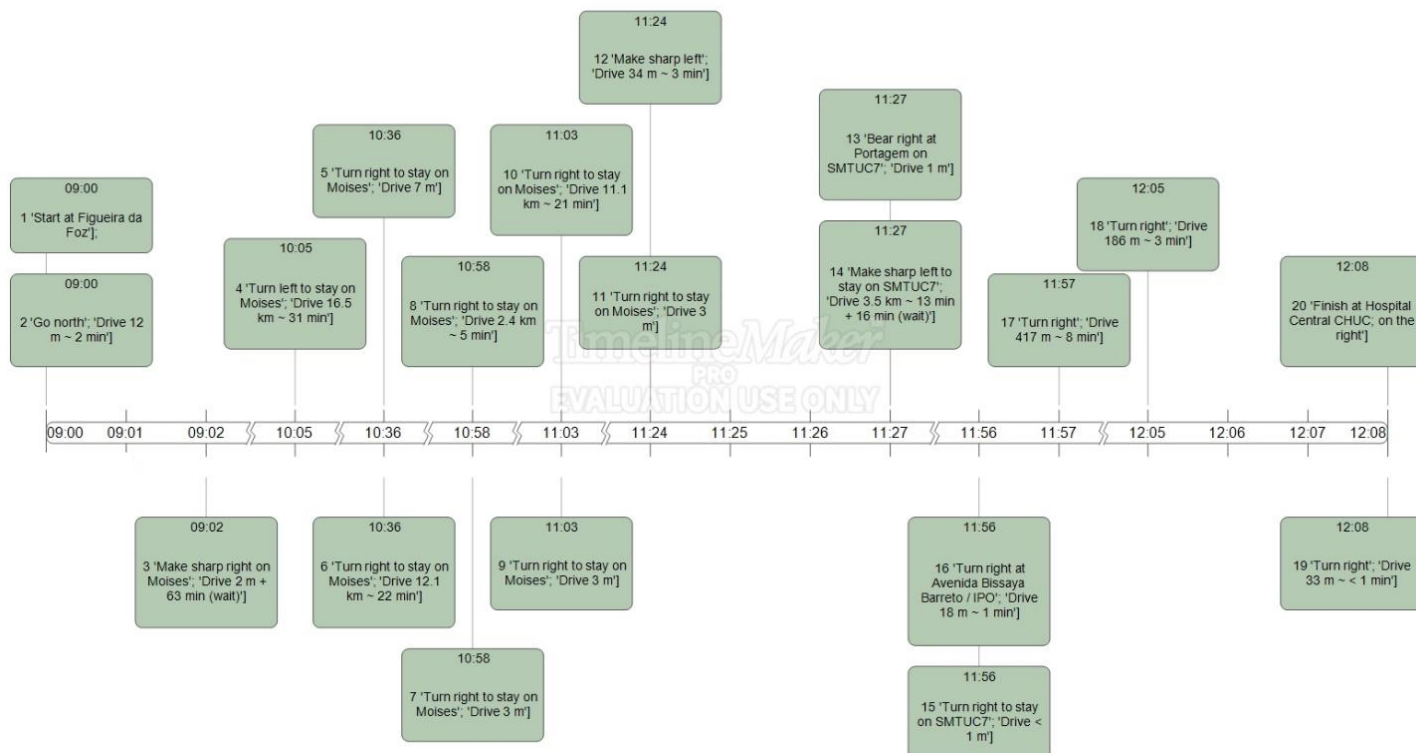 11:24
12 'Make sharp left';
'Drive 34 m ~ 3 min']
11:27
13 'Bear right at
Portagem on
SMTUC7'; 'Drive 1 m']
10:36
5 'Turn right to stay on
Moises'; 'Drive 7 m']
11:03
10 'Turn right to stay
on Moises'; 'Drive 11.1
km ~ 21 min']
09:00
1 'Start at Figueira da
Foz'];
12:05
18 'Turn right'; 'Drive
186 m ~ 3 min']
11:27
14 'Make sharp left to
stay on SMTUC7';
'Drive 3.5 km ~ 13 min
+ 16 min (wait)']
10:05
4 'Turn left to stay on
Moises'; 'Drive 16.5
km ~ 31 min']
10:58
8 'Turn right to stay on
Moises'; 'Drive 2.4 km
~ 5 min']
11:24
11 'Turn right to stay
on Moises'; 'Drive 3
m']
12:08
20 'Finish at Hospital
Central CHUC; on the
right']
09:00
2 'Go north'; 'Drive 12
m ~ 2 min']
11:57
17 'Turn right'; 'Drive
417 m ~ 8 min']
TimelineMaker
PRO
EVALUATION USE ONLY
09:00 09:01 09:02 10:05 10:36 10:58 11:03 11:24 11:25 11:26 11:27 11:56 11:57 12:05 12:06 12:07 12:08
09:02
3 'Make sharp right on
Moises'; 'Drive 2 m +
63 min (wait)']
10:36
6 'Turn right to stay on
Moises'; 'Drive 12.1
km ~ 22 min']
11:03
9 'Turn right to stay on
Moises'; 'Drive 3 m']
11:56
16 'Turn right at
Avenida Bissaya
Barreto / IPO'; 'Drive
18 m ~ 1 min']
12:08
19 'Turn right'; 'Drive
33 m ~ < 1 min']
10:58
7 'Turn right to stay on
Moises'; 'Drive 3 m']
11:56
15 'Turn right to stay
on SMTUC7'; 'Drive <
1 m']